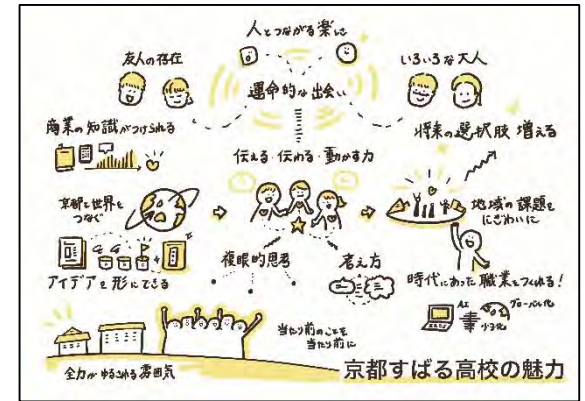 人とつながる楽しさ
友人の存在
いろいろな大人
運命的な出会い
商業の知識がつけられる
将来の選択肢 増える
伝える・伝わる・動かす力
京都と世界を
つなぐ
地域の課題を
にぎわいに
アイデアを形にできる
複眼的思考
考え方
時代にあった職業をつくれる!
AI
グローバル化
少子化
当たり前のことを
当たり前に
全力がゆるされる雰囲気
京都すばる高校の魅力